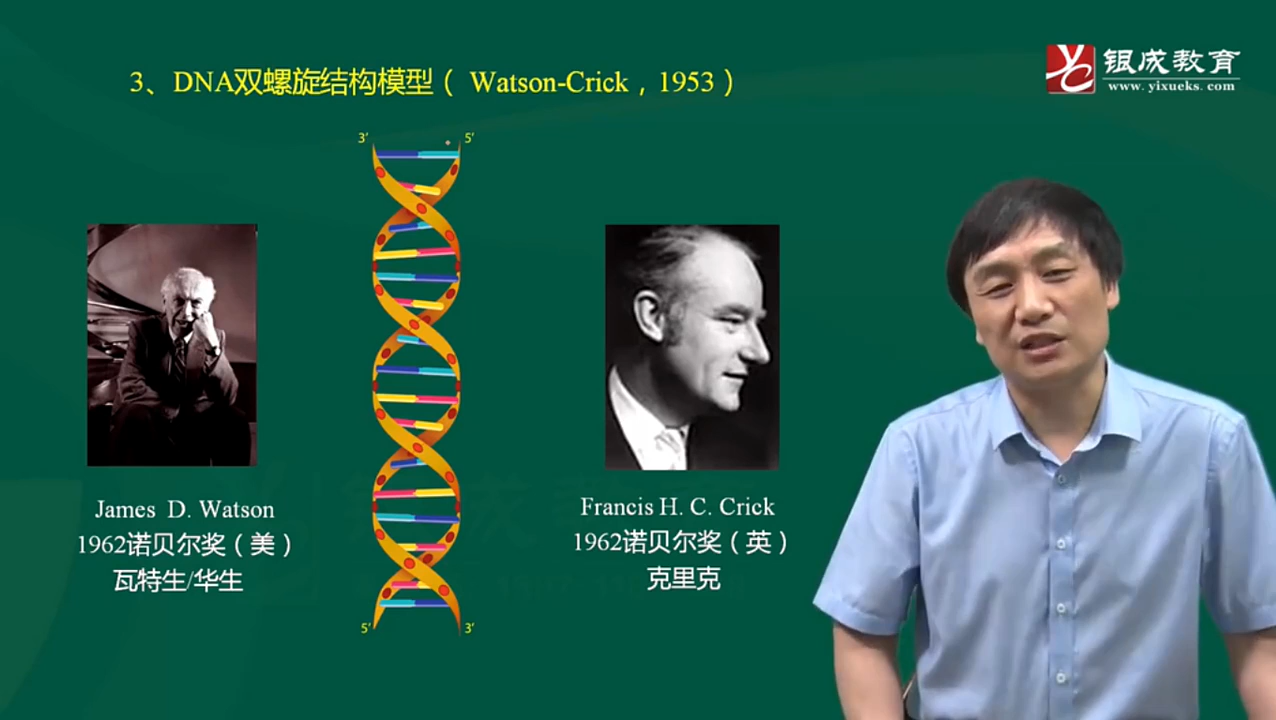 3、DNA双螺旋结构模型（ Watson-Crick，1953）
银成教育
www.yixueks.com
3' 5'
James D. Watson
1962诺贝尔奖（美）
瓦特生/华生
Francis H. C. Crick
1962诺贝尔奖（英）
克里克
5' 3'